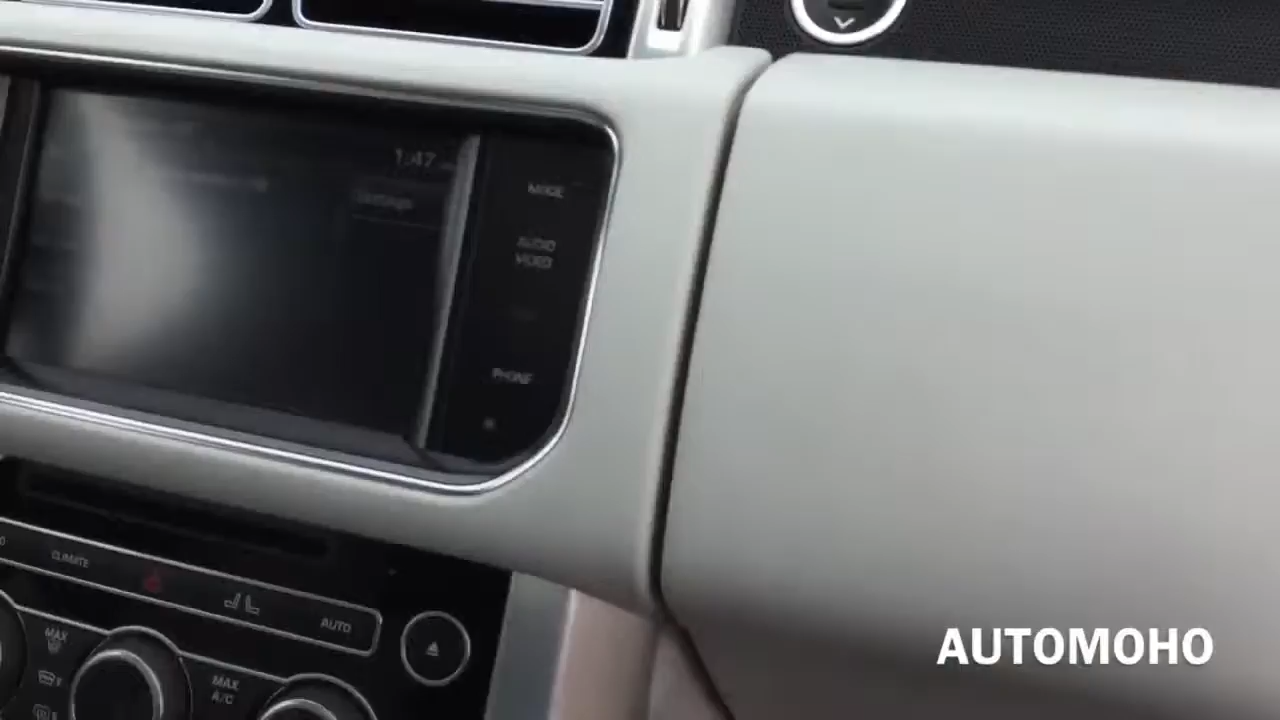 1:47
Settings
MODE
AUDIO
VIDEO
PHONE
CLIMATE
AUTO
MAX
MAX
A/C
AUTOMOHO